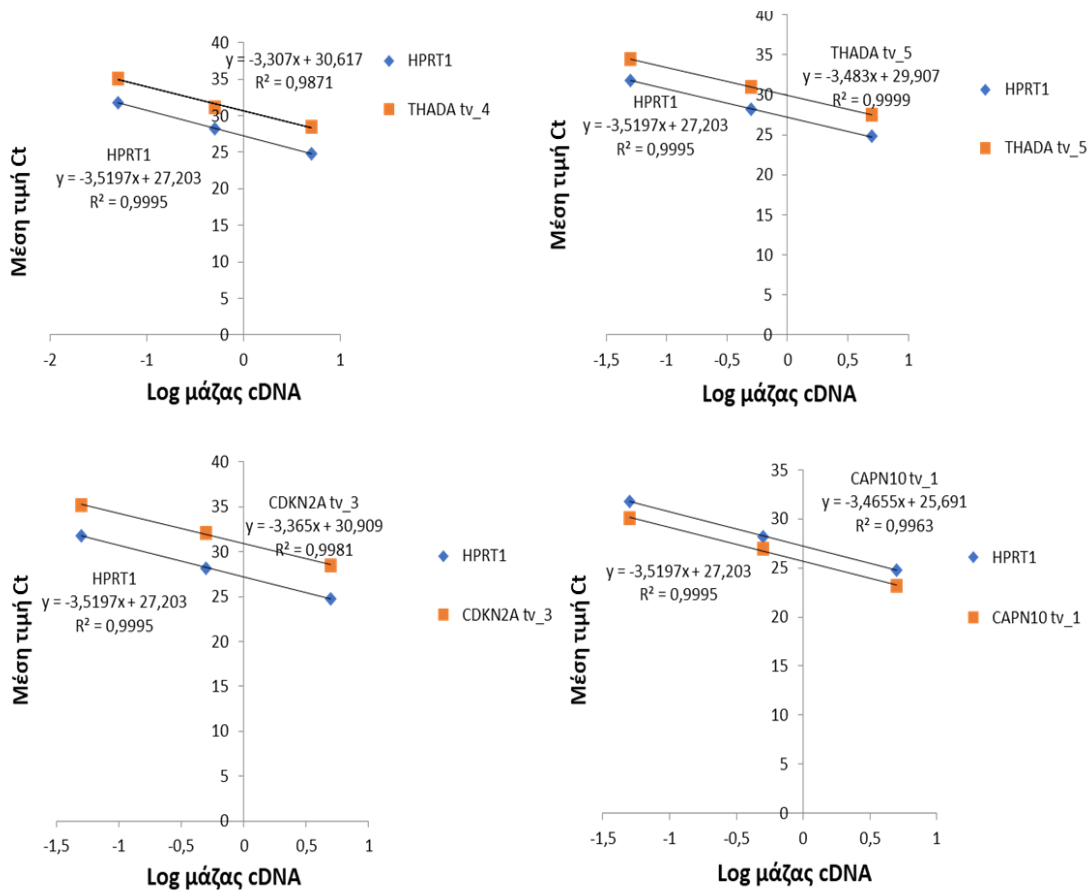 40
35
30
25
20
15
10
5
0
-2
-1
0
1
y = -3,307x + 30,617
R² = 0,9871
HPRT1
y = -3,5197x + 27,203
R² = 0,9995
HPRT1
THADA tv_4
Μέση τιμή Ct
Log μάζας cDNA
40
35
30
25
20
15
10
5
0
-1,5
-1
-0,5
0
0,5
1
THADA tv_5
y = -3,483x + 29,907
R² = 0,9999
HPRT1
y = -3,5197x + 27,203
R² = 0,9995
HPRT1
THADA tv_5
Μέση τιμή Ct
Log μάζας cDNA
40
35
30
25
20
15
10
5
0
-1,5
-1
-0,5
0
0,5
1
CDKN2A tv_3
y = -3,365x + 30,909
R² = 0,9981
HPRT1
y = -3,5197x + 27,203
R² = 0,9995
HPRT1
CDKN2A tv_3
Μέση τιμή Ct
Log μάζας cDNA
35
30
25
20
15
10
5
0
-1,5
-1
-0,5
0
0,5
1
CAPN10 tv_1
y = -3,4655x + 25,691
R² = 0,9963
y = -3,5197x + 27,203
R² = 0,9995
HPRT1
CAPN10 tv_1
Μέση τιμή Ct
Log μάζας cDNA